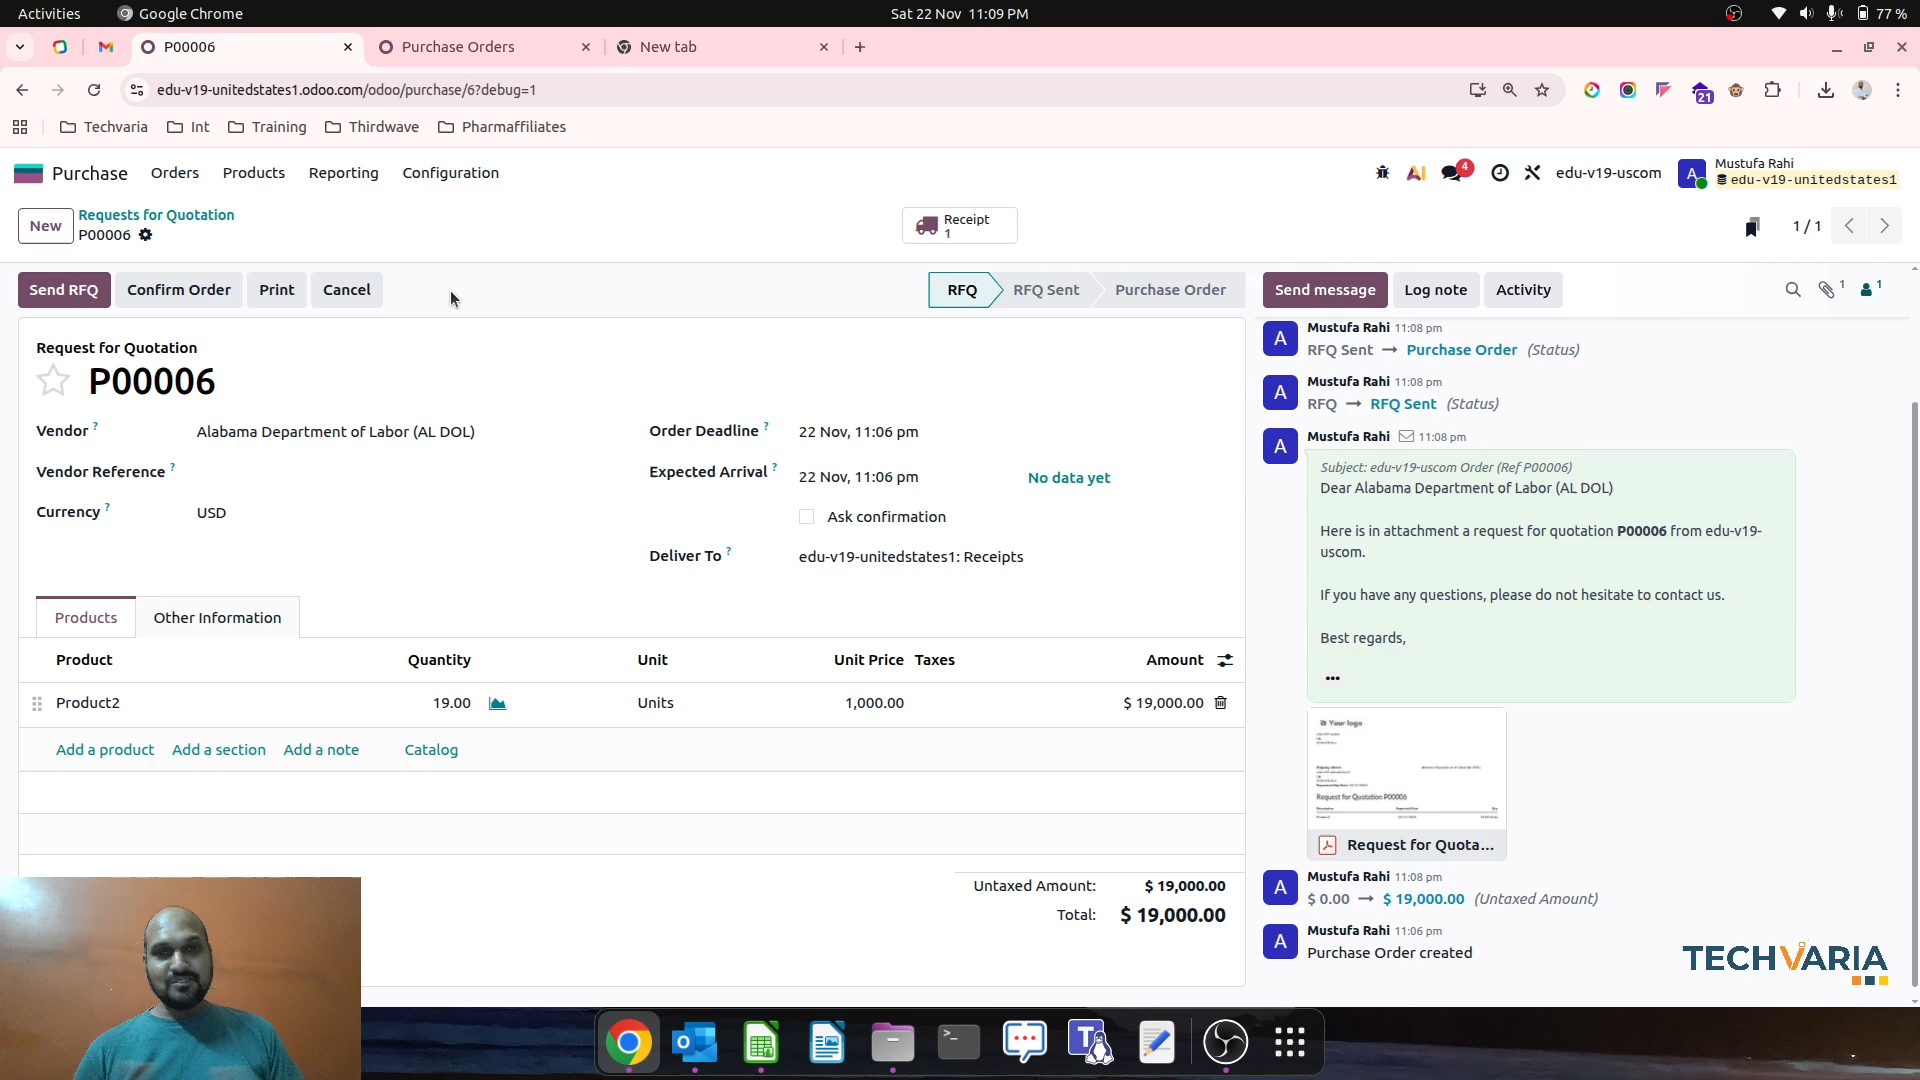 Activities
Google Chrome
Sat 22 Nov 11:09 PM
77 %
P00006
Purchase Orders
New tab
edu-v19-unitedstates1.odoo.com/odoo/purchase/6?debug=1
21
Techvaria
Int
Training
Thirdwave
Pharmaffiliates
Purchase
Orders
Products
Reporting
Configuration
AI
4
edu-v19-uscom
A
Mustufa Rahi
edu-v19-unitedstates1
New
Requests for Quotation
P00006
Receipt
1
1 / 1
Send RFQ
Confirm Order
Print
Cancel
RFQ
RFQ Sent
Purchase Order
Send message
Log note
Activity
1
1
Request for Quotation
P00006
Vendor ?
Alabama Department of Labor (AL DOL)
Order Deadline ?
22 Nov, 11:06 pm
Vendor Reference ?
Expected Arrival ?
22 Nov, 11:06 pm
No data yet
Currency ?
USD
Ask confirmation
Deliver To ?
edu-v19-unitedstates1: Receipts
Products
Other Information
Product
Quantity
Unit
Unit Price
Taxes
Amount
Product2
19.00
Units
1,000.00
$ 19,000.00
Add a product
Add a section
Add a note
Catalog
Untaxed Amount:
$ 19,000.00
Total:
$ 19,000.00
A
Mustufa Rahi 11:08 pm
RFQ Sent → Purchase Order (Status)
A
Mustufa Rahi 11:08 pm
RFQ → RFQ Sent (Status)
A
Mustufa Rahi 11:08 pm
Subject: edu-v19-uscom Order (Ref P00006)
Dear Alabama Department of Labor (AL DOL)
Here is in attachment a request for quotation P00006 from edu-v19-
uscom.
If you have any questions, please do not hesitate to contact us.
Best regards,
•••
Your logo
Request for Quotation P00006
Request for Quota...
A
Mustufa Rahi 11:08 pm
$ 0.00 → $ 19,000.00 (Untaxed Amount)
A
Mustufa Rahi 11:06 pm
Purchase Order created
TECHVARIA